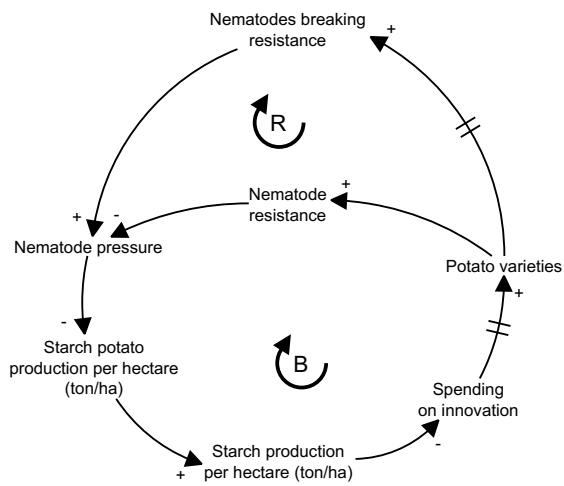 Nematodes breaking
resistance
+
R
Nematode
resistance
+
-
+
Nematode pressure
Potato varieties
+
-
Starch potato
production per hectare
(ton/ha)
B
Spending
on innovation
-
Starch production
per hectare (ton/ha)
+